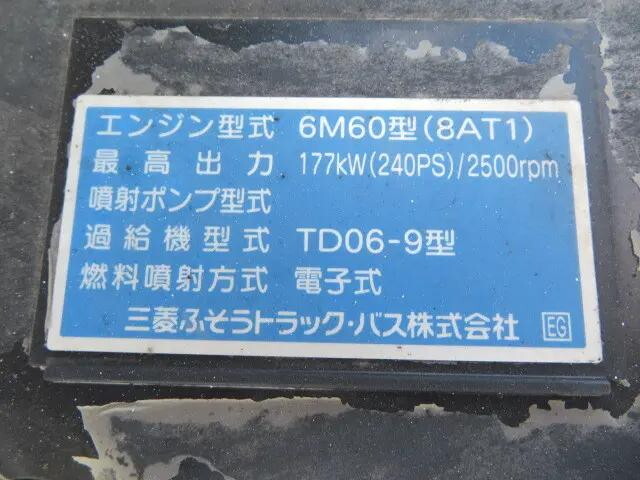 エンジン型式 6M60型(8AT1)
最高出力 177kW(240PS)/2500rpm
噴射ポンプ型式
過給機型式 TD06-9型
燃料噴射方式 電子式
三菱ふそうトラック・バス株式会社 EG